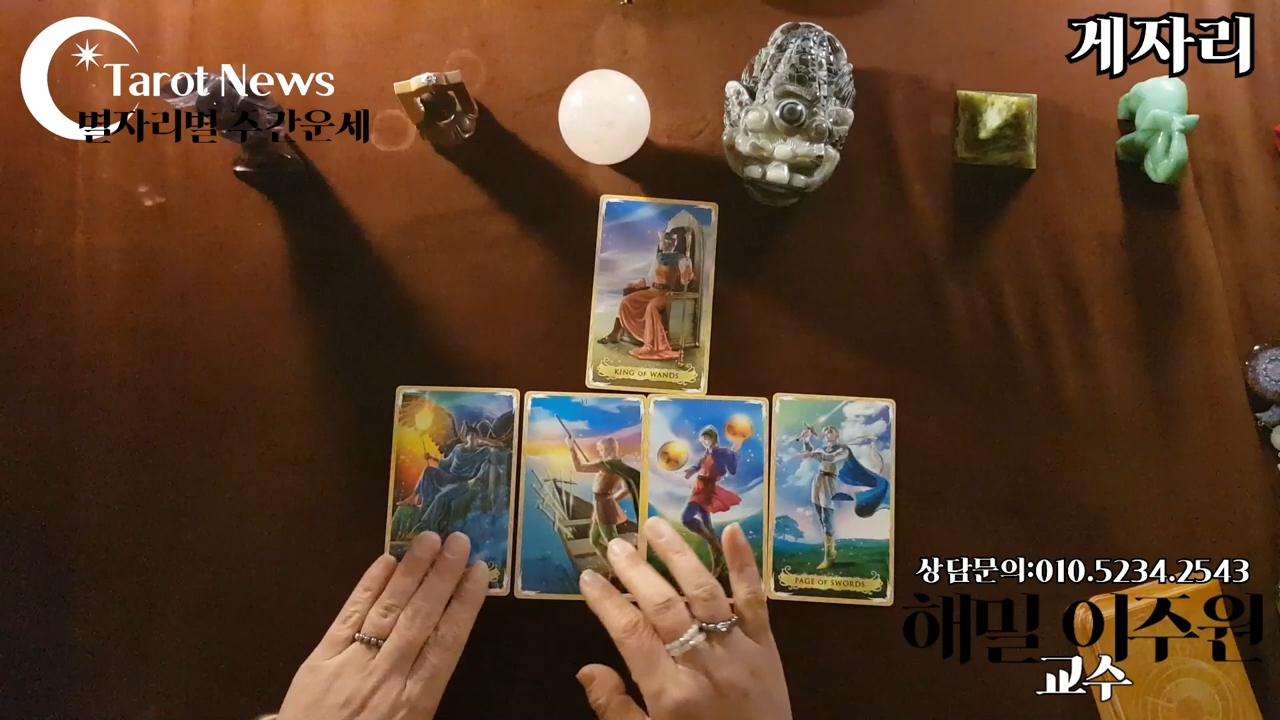 Tarot News
별자리별 주간운세
게자리
KING OF WANDS
PAGE OF SWORDS
상담문의:010.5234.2543
해밀 이주원
교수